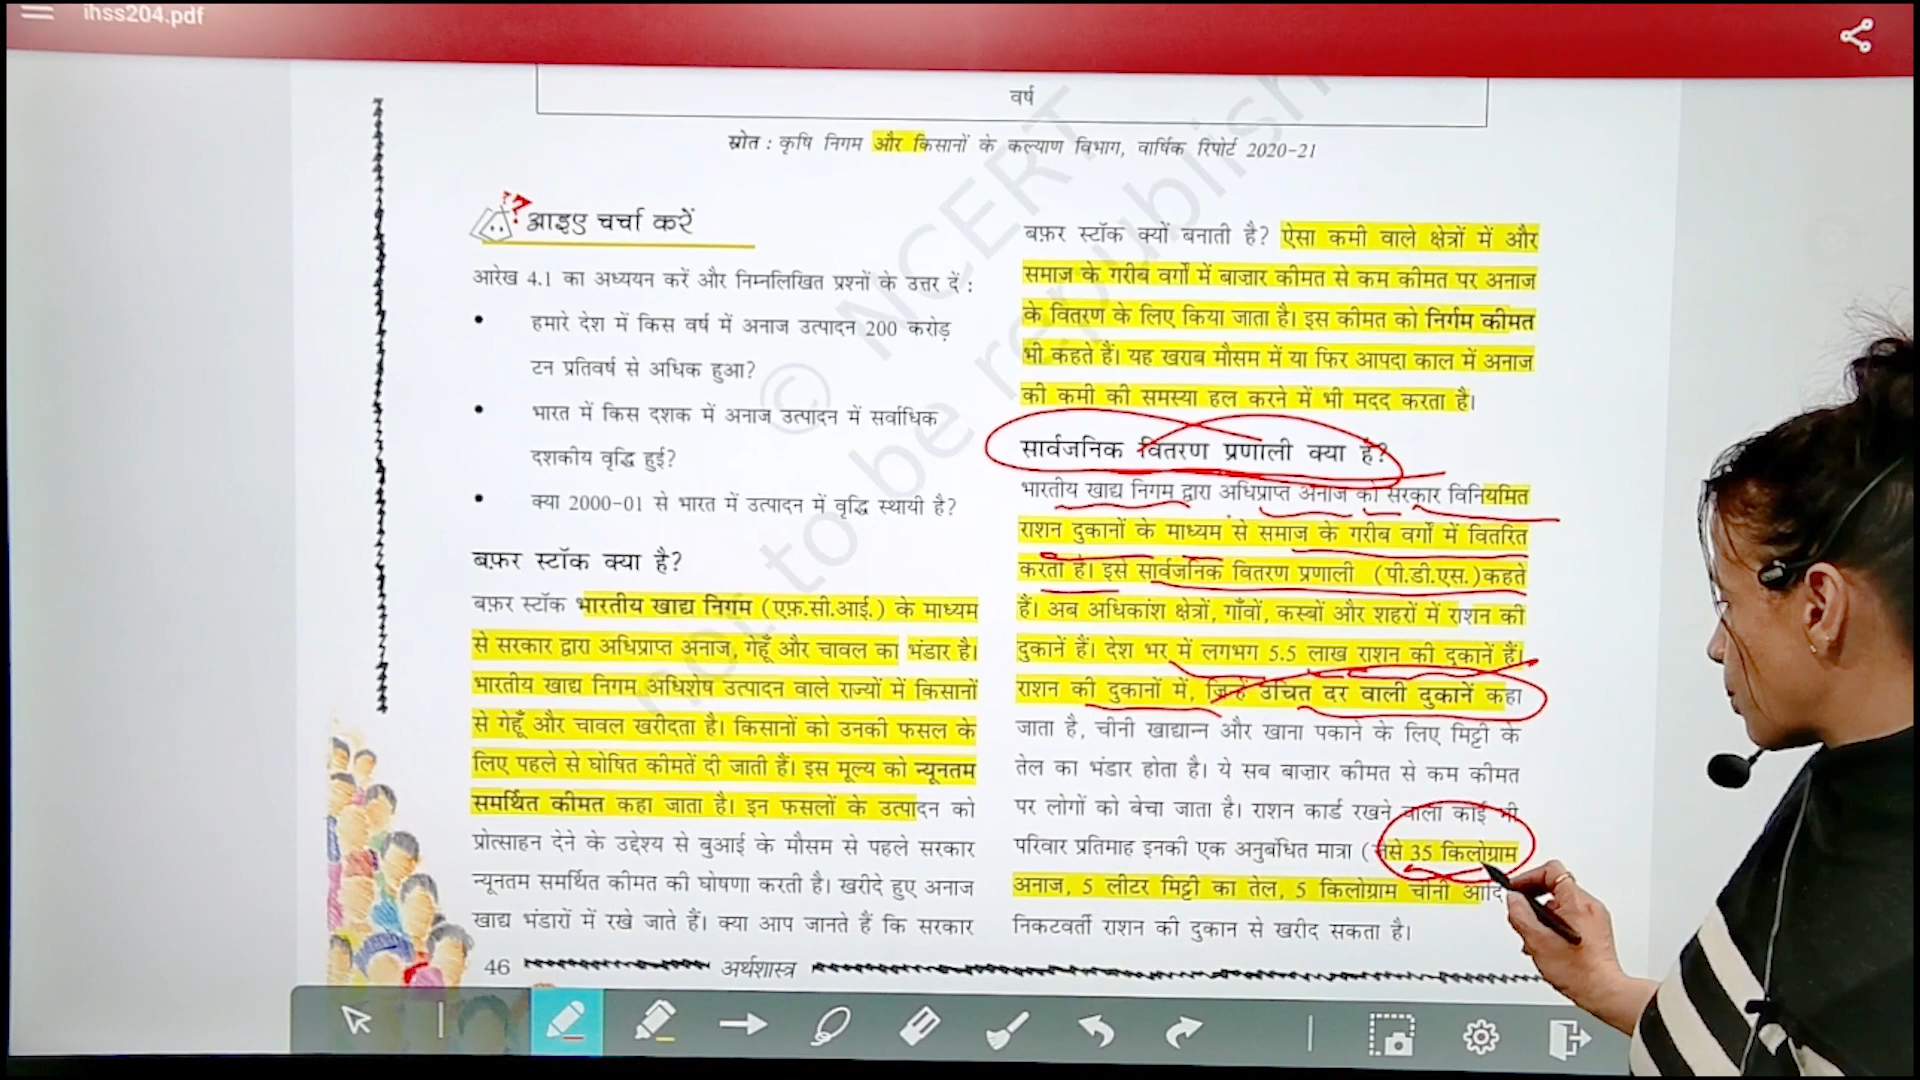 ihss204.pdf
वर्ष
स्रोत : कृषि निगम और किसानों के कल्याण विभाग, वार्षिक रिपोर्ट 2020-21
© NCERT
not to be republish
आइए चर्चा करें
आरेख 4.1 का अध्ययन करें और निम्नलिखित प्रश्नों के उत्तर दें :
• हमारे देश में किस वर्ष में अनाज उत्पादन 200 करोड़
टन प्रतिवर्ष से अधिक हुआ?
• भारत में किस दशक में अनाज उत्पादन में सर्वाधिक
दशकीय वृद्धि हुई?
• क्या 2000-01 से भारत में उत्पादन में वृद्धि स्थायी है?
बफ़र स्टॉक क्या है?
बफ़र स्टॉक भारतीय खाद्य निगम (एफ़.सी.आई.) के माध्यम
से सरकार द्वारा अधिप्राप्त अनाज, गेहूँ और चावल का भंडार है।
भारतीय खाद्य निगम अधिशेष उत्पादन वाले राज्यों में किसानों
से गेहूँ और चावल खरीदता है। किसानों को उनकी फसल के
लिए पहले से घोषित कीमतें दी जाती हैं। इस मूल्य को न्यूनतम
समर्थित कीमत कहा जाता है। इन फसलों के उत्पादन को
प्रोत्साहन देने के उद्देश्य से बुआई के मौसम से पहले सरकार
न्यूनतम समर्थित कीमत की घोषणा करती है। खरीदे हुए अनाज
खाद्य भंडारों में रखे जाते हैं। क्या आप जानते हैं कि सरकार
बफ़र स्टॉक क्यों बनाती है? ऐसा कमी वाले क्षेत्रों में और
समाज के गरीब वर्गों में बाज़ार कीमत से कम कीमत पर अनाज
के वितरण के लिए किया जाता है। इस कीमत को निर्गम कीमत
भी कहते हैं। यह खराब मौसम में या फिर आपदा काल में अनाज
की कमी की समस्या हल करने में भी मदद करता है।
सार्वजनिक वितरण प्रणाली क्या है?
भारतीय खाद्य निगम द्वारा अधिप्राप्त अनाज को सरकार विनियमित
राशन दुकानों के माध्यम से समाज के गरीब वर्गों में वितरित
करती है। इसे सार्वजनिक वितरण प्रणाली (पी.डी.एस.) कहते
हैं। अब अधिकांश क्षेत्रों, गाँवों, कस्बों और शहरों में राशन की
दुकानें हैं। देश भर में लगभग 5.5 लाख राशन की दुकानें हैं।
राशन की दुकानों में, जिन्हें उचित दर वाली दुकानें कहा
जाता है, चीनी खाद्यान्न और खाना पकाने के लिए मिट्टी के
तेल का भंडार होता है। ये सब बाज़ार कीमत से कम कीमत
पर लोगों को बेचा जाता है। राशन कार्ड रखने वाला कोई भी
परिवार प्रतिमाह इनकी एक अनुबंधित मात्रा (जैसे 35 किलोग्राम
अनाज, 5 लीटर मिट्टी का तेल, 5 किलोग्राम चीनी आदि
निकटवर्ती राशन की दुकान से खरीद सकता है।
46 अर्थशास्त्र